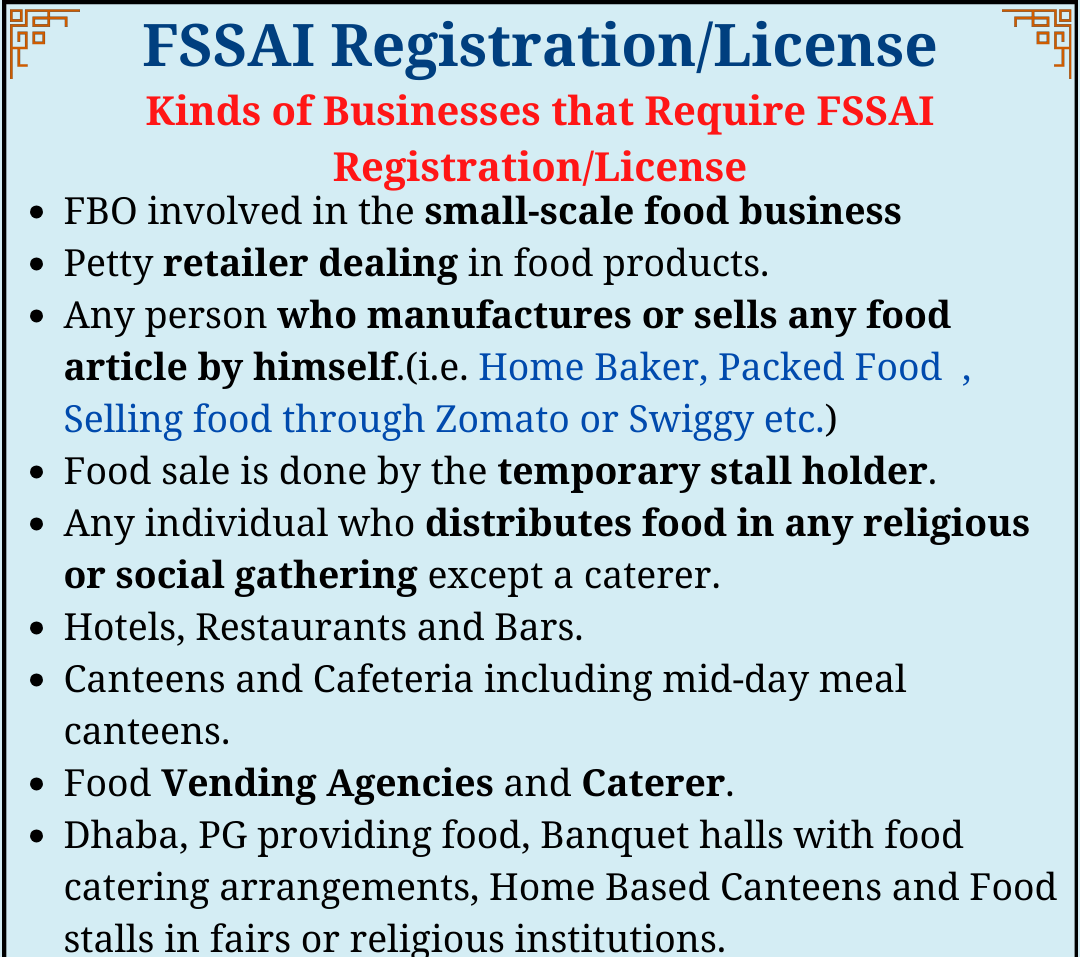 FSSAI Registration/License
Kinds of Businesses that Require FSSAI
Registration/License
• FBO involved in the small-scale food business
• Petty retailer dealing in food products.
• Any person who manufactures or sells any food
article by himself.(i.e. Home Baker, Packed Food  ,
Selling food through Zomato or Swiggy etc.)
• Food sale is done by the temporary stall holder.
• Any individual who distributes food in any religious
or social gathering except a caterer.
• Hotels, Restaurants and Bars.
• Canteens and Cafeteria including mid-day meal
canteens.
• Food Vending Agencies and Caterer.
• Dhaba, PG providing food, Banquet halls with food
catering arrangements, Home Based Canteens and Food
stalls in fairs or religious institutions.